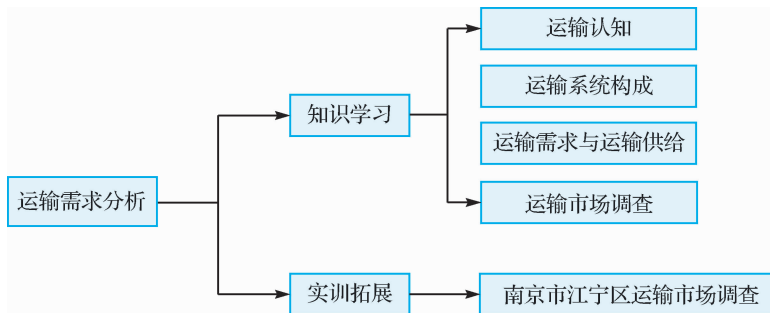 运输需求分析
知识学习
运输认知
运输系统构成
运输需求与运输供给
运输市场调查
实训拓展
南京市江宁区运输市场调查